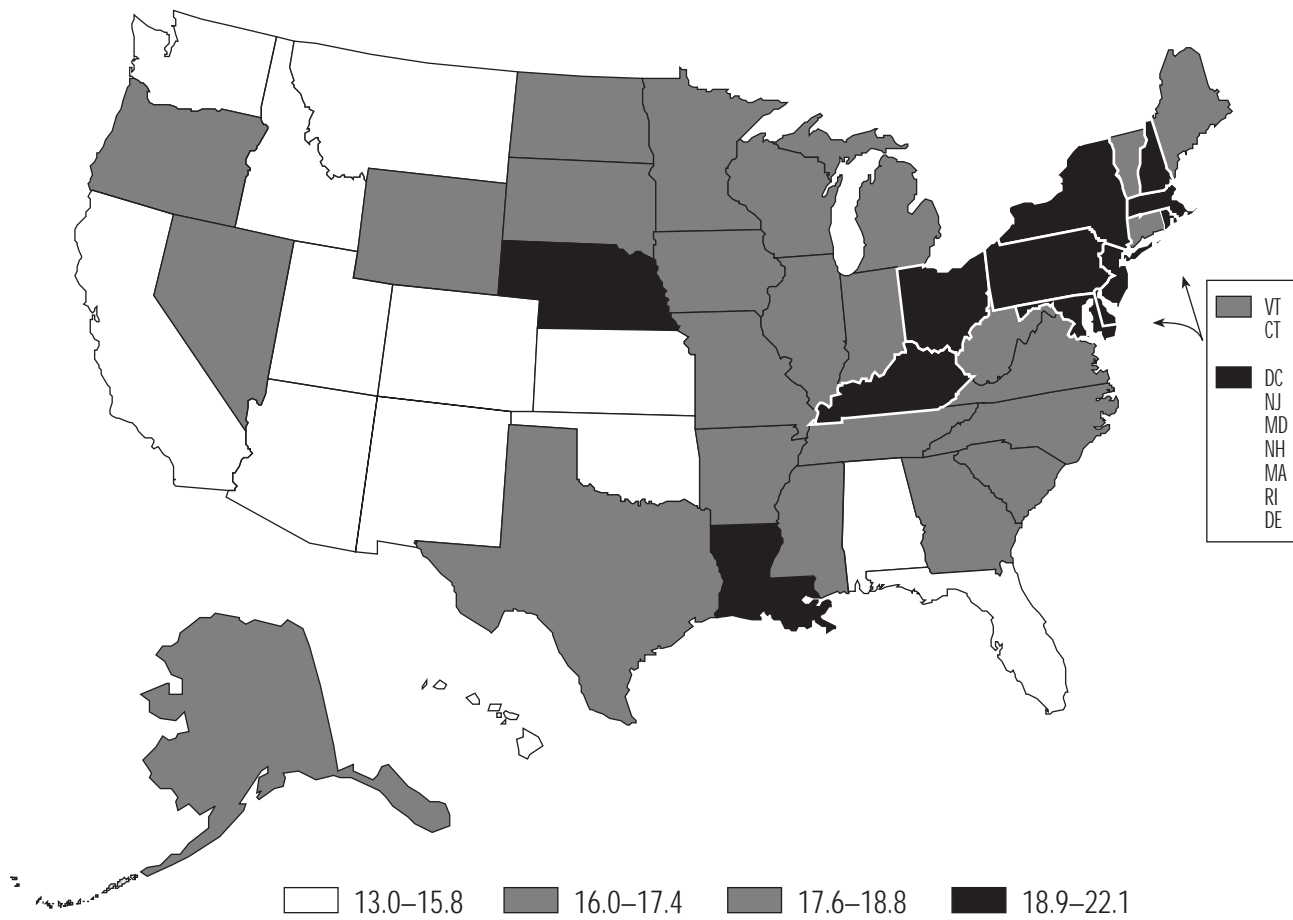 VT
CT
DC
NJ
MD
NH
MA
RI
DE
13.0–15.8 16.0–17.4 17.6–18.8 18.9–22.1